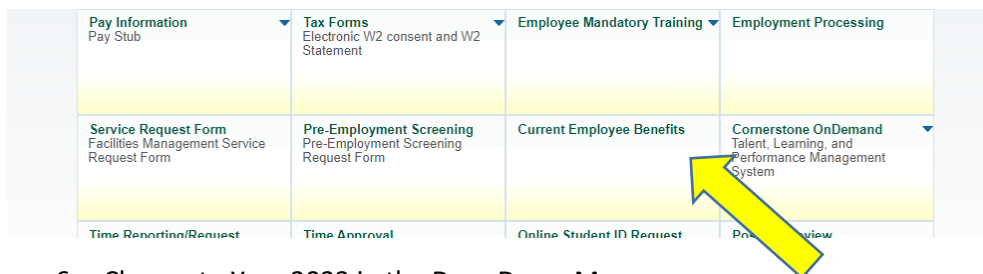 Pay Information
Pay Stub
Tax Forms
Electronic W2 consent and W2
Statement
Employee Mandatory Training
Employment Processing
Service Request Form
Facilities Management Service
Request Form
Pre-Employment Screening
Pre-Employment Screening
Request Form
Current Employee Benefits
Cornerstone OnDemand
Talent, Learning, and
Performance Management
System
Time Reporting/Request
Time Approval
Online Student ID Request